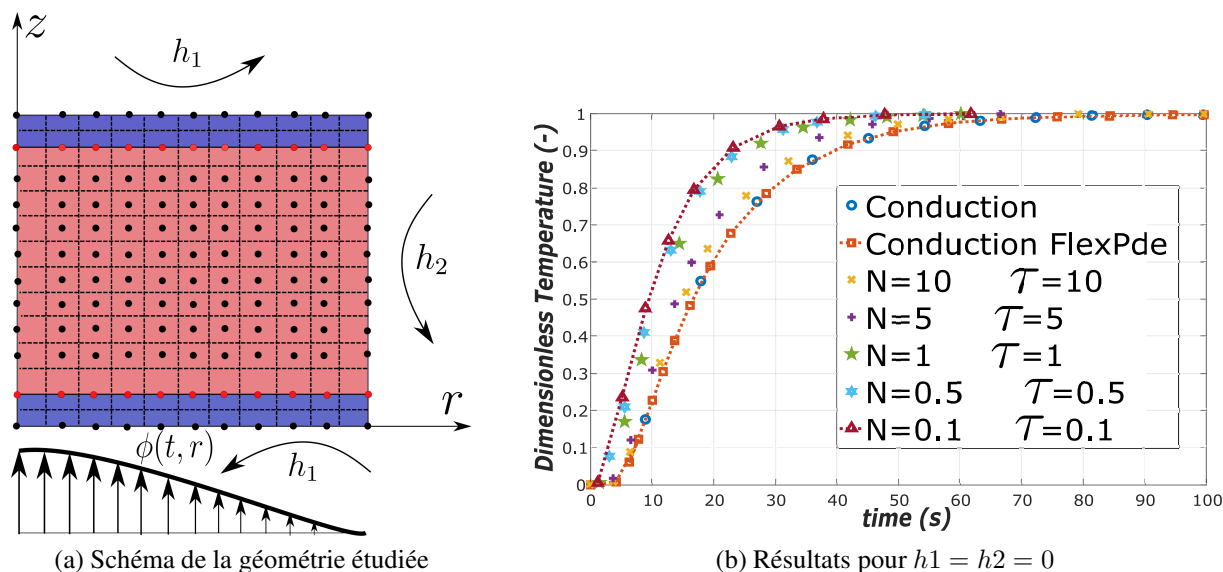 z
h₁
h₂
r
ϕ(t, r)
h₁
(a) Schéma de la géométrie étudiée
Dimensionless Temperature (-)
1
0.9
0.8
0.7
0.6
0.5
0.4
0.3
0.2
0.1
0
0 10 20 30 40 50 60 70 80 90 100
time (s)
Conduction
Conduction FlexPde
N=10 τ=10
N=5 τ=5
N=1 τ=1
N=0.5 τ=0.5
N=0.1 τ=0.1
(b) Résultats pour h1 = h2 = 0